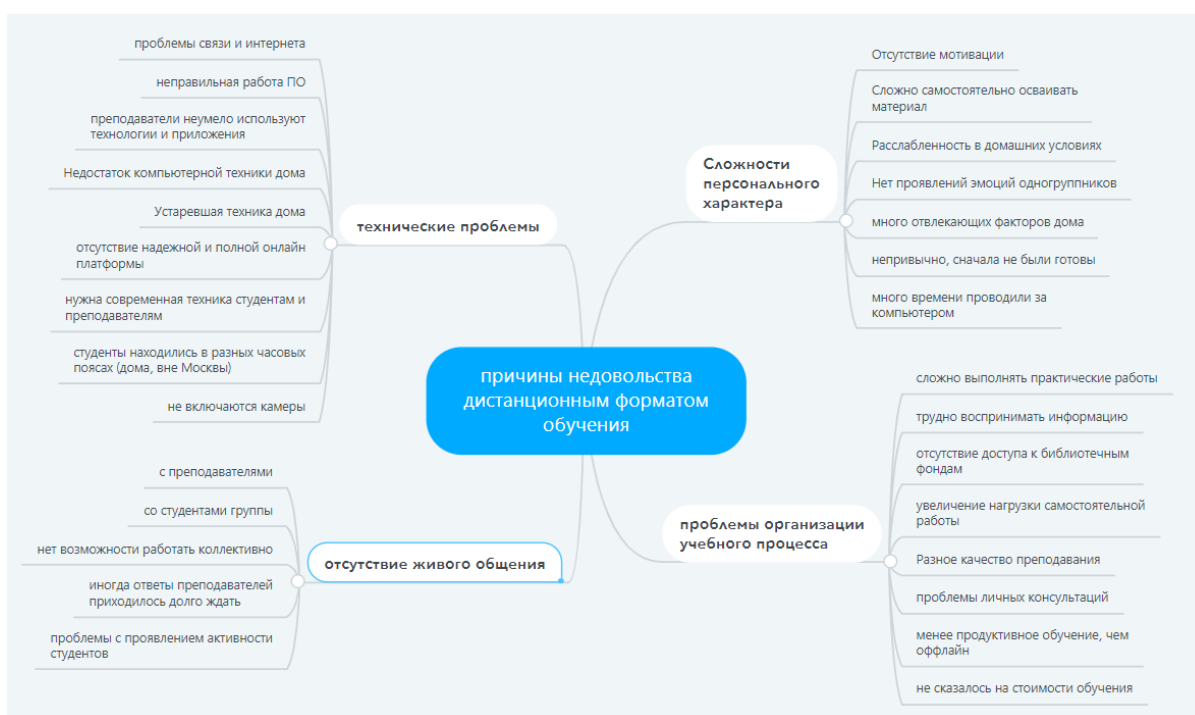 причины недовольства
дистанционным форматом
обучения
технические проблемы
проблемы связи и интернета
неправильная работа ПО
преподаватели неумело используют
технологии и приложения
Недостаток компьютерной техники дома
Устаревшая техника дома
отсутствие надежной и полной онлайн
платформы
нужна современная техника студентам и
преподавателям
студенты находились в разных часовых
поясах (дома, вне Москвы)
не включаются камеры
отсутствие живого общения
с преподавателями
со студентами группы
нет возможности работать коллективно
иногда ответы преподавателей
приходилось долго ждать
проблемы с проявлением активности
студентов
Сложности
персонального
характера
Отсутствие мотивации
Сложно самостоятельно осваивать
материал
Расслабленность в домашних условиях
Нет проявлений эмоций одногруппников
много отвлекающих факторов дома
непривычно, сначала не были готовы
много времени проводили за
компьютером
проблемы организации
учебного процесса
сложно выполнять практические работы
трудно воспринимать информацию
отсутствие доступа к библиотечным
фондам
увеличение нагрузки самостоятельной
работы
Разное качество преподавания
проблемы личных консультаций
менее продуктивное обучение, чем
оффлайн
не сказалось на стоимости обучения